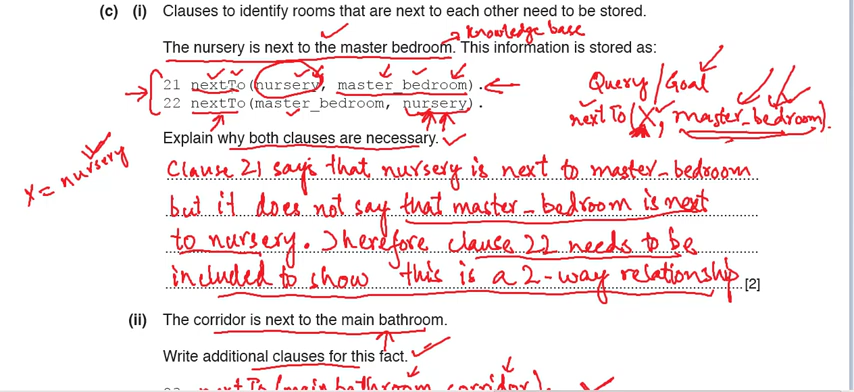 (c) (i) Clauses to identify rooms that are next to each other need to be stored.
knowledge base
The nursery is next to the master bedroom. This information is stored as:
21 nextTo(nursery, master_bedroom).
22 nextTo(master_bedroom, nursery).
Query/Goal
nextTo(X, master_bedroom).
Explain why both clauses are necessary.
X = nursery
Clause 21 says that nursery is next to master_bedroom
but it does not say that master_bedroom is next
to nursery. Therefore clause 22 needs to be
included to show this is a 2-way relationship
[2]
(ii) The corridor is next to the main bathroom.
Write additional clauses for this fact.
nextTo(main bathroom, corridor).